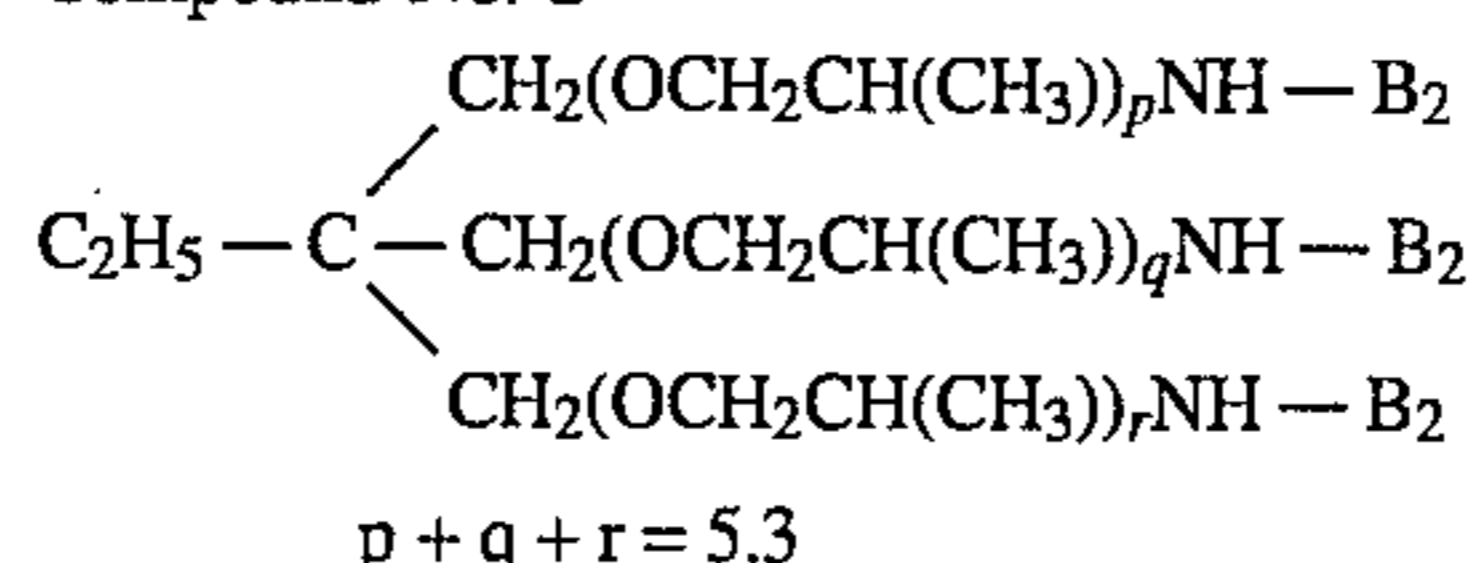 CH₂(OCH₂CH(CH₃))ₚNH — B₂
C₂H₅ — C — CH₂(OCH₂CH(CH₃))qNH — B₂
CH₂(OCH₂CH(CH₃))ᵣNH — B₂
p + q + r = 5.3